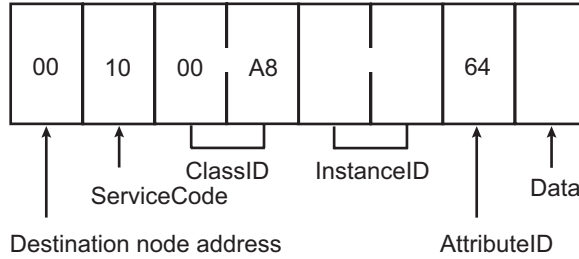 00 10 00 A8 64
ClassID InstanceID
ServiceCode Data
Destination node address AttributeID